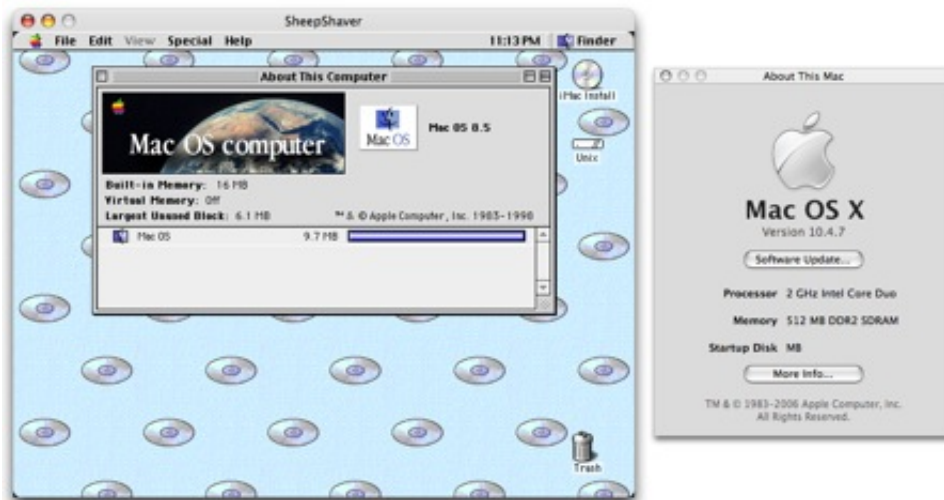 SheepShaver
File Edit View Special Help 11:13 PM Finder
About This Computer
iMac Install
Mac OS computer
Mac OS
Mac OS 8.5
Unix
Built-in Memory: 16 MB
Virtual Memory: Off
Largest Unused Block: 6.1 MB
™ & © Apple Computer, Inc. 1983-1998
Mac OS 9.7 MB
Trash
About This Mac
Mac OS X
Version 10.4.7
Software Update...
Processor 2 GHz Intel Core Duo
Memory 512 MB DDR2 SDRAM
Startup Disk MB
More Info...
TM & © 1983-2006 Apple Computer, Inc.
All Rights Reserved.